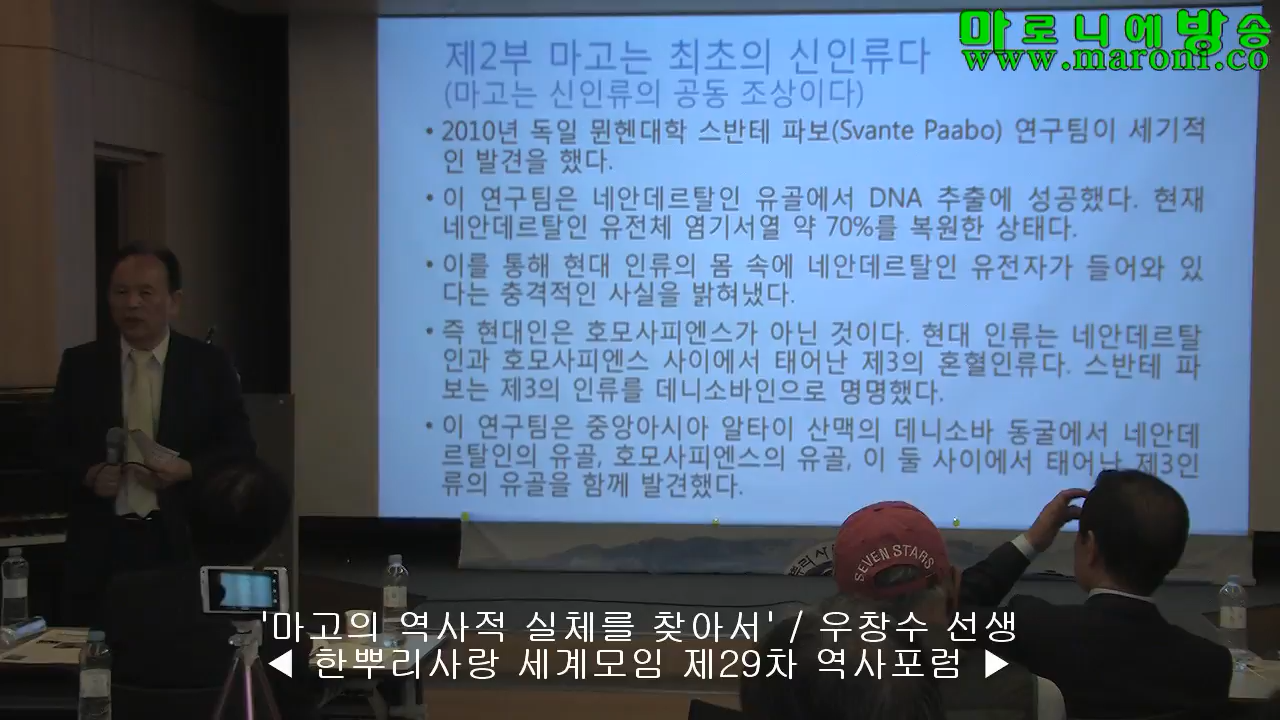 마로니에방송
www.maroni.co
제2부 마고는 최초의 신인류다
(마고는 신인류의 공동 조상이다)
• 2010년 독일 뮌헨대학 스반테 파보(Svante Paabo) 연구팀이 세기적
인 발견을 했다.
• 이 연구팀은 네안데르탈인 유골에서 DNA 추출에 성공했다. 현재
네안데르탈인 유전체 염기서열 약 70%를 복원한 상태다.
• 이를 통해 현대 인류의 몸 속에 네안데르탈인 유전자가 들어와 있
다는 충격적인 사실을 밝혀냈다.
• 즉 현대인은 호모사피엔스가 아닌 것이다. 현대 인류는 네안데르탈
인과 호모사피엔스 사이에서 태어난 제3의 혼혈인류다. 스반테 파
보는 제3의 인류를 데니소바인으로 명명했다.
• 이 연구팀은 중앙아시아 알타이 산맥의 데니소바 동굴에서 네안데
르탈인의 유골, 호모사피엔스의 유골, 이 둘 사이에서 태어난 제3인
류의 유골을 함께 발견했다.
SEVEN STARS
'마고의 역사적 실체를 찾아서' / 우창수 선생
◀ 한뿌리사랑 세계모임 제29차 역사포럼 ▶